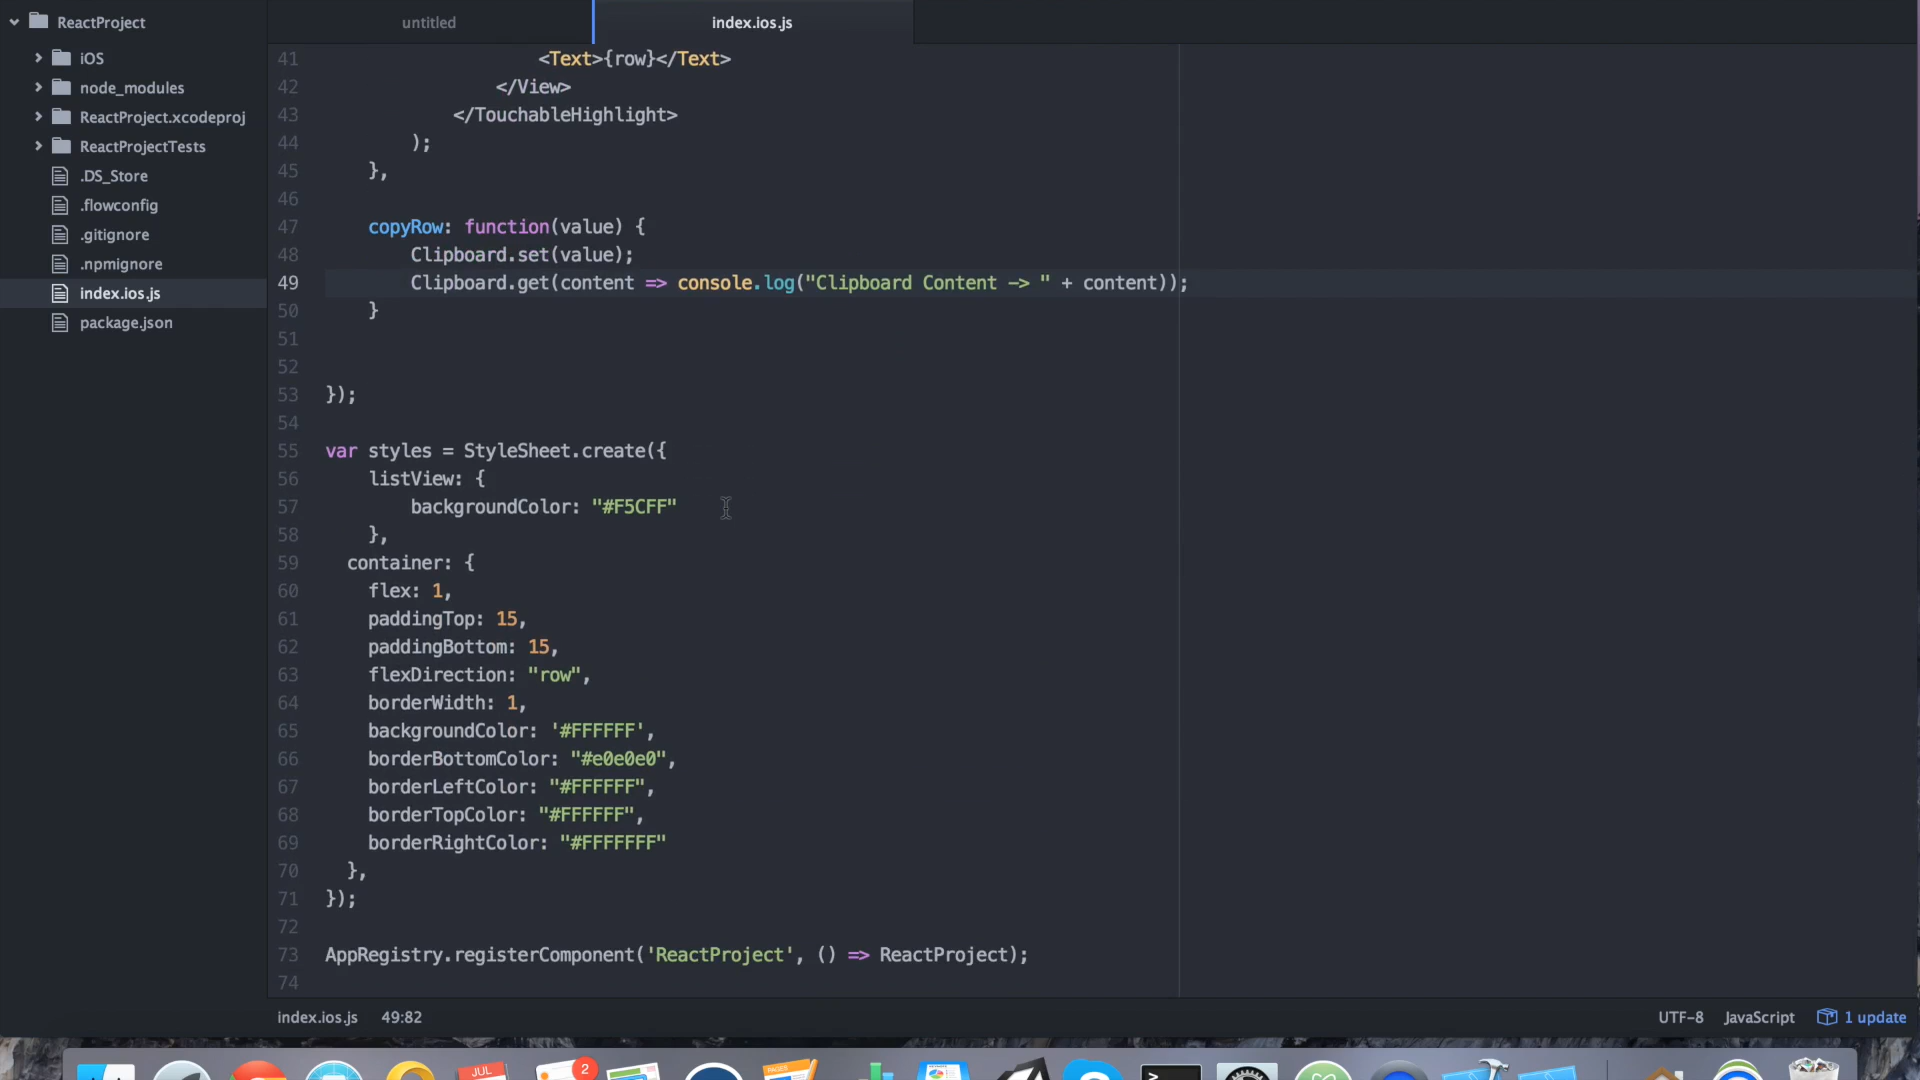 ReactProject
iOS
node_modules
ReactProject.xcodeproj
ReactProjectTests
.DS_Store
.flowconfig
.gitignore
.npmignore
index.ios.js
package.json
untitled
index.ios.js
41 <Text>{row}</Text>
42 </View>
43 </TouchableHighlight>
44 );
45 },
46
47 copyRow: function(value) {
48 Clipboard.set(value);
49 Clipboard.get(content => console.log("Clipboard Content -> " + content));
50 }
51
52
53 });
54
55 var styles = StyleSheet.create({
56 listView: {
57 backgroundColor: "#F5CFF"
58 },
59 container: {
60 flex: 1,
61 paddingTop: 15,
62 paddingBottom: 15,
63 flexDirection: "row",
64 borderWidth: 1,
65 backgroundColor: '#FFFFFF',
66 borderBottomColor: "#e0e0e0",
67 borderLeftColor: "#FFFFFF",
68 borderTopColor: "#FFFFFF",
69 borderRightColor: "#FFFFFFF"
70 },
71 });
72
73 AppRegistry.registerComponent('ReactProject', () => ReactProject);
74
index.ios.js 49:82
UTF-8 JavaScript 1 update
JUL
2
PAGES